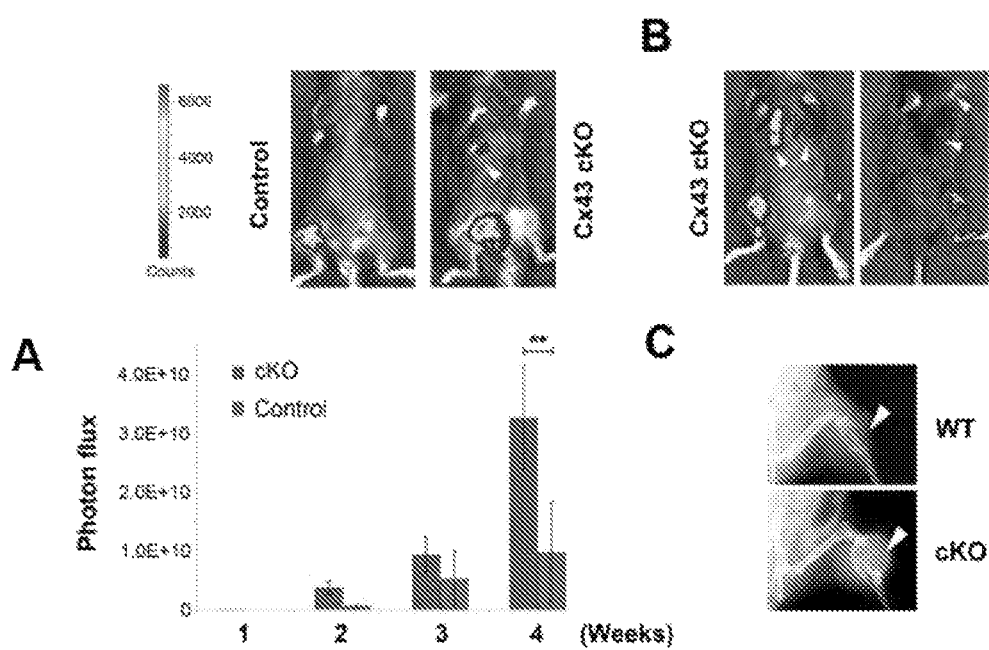 B
6000
4000
2000
Counts
Control
Cx43 cKO
Cx43 cKO
A
Photon flux
4.0E+10
3.0E+10
2.0E+10
1.0E+10
0
cKO
Control
**
1
2
3
4
(Weeks)
C
WT
cKO